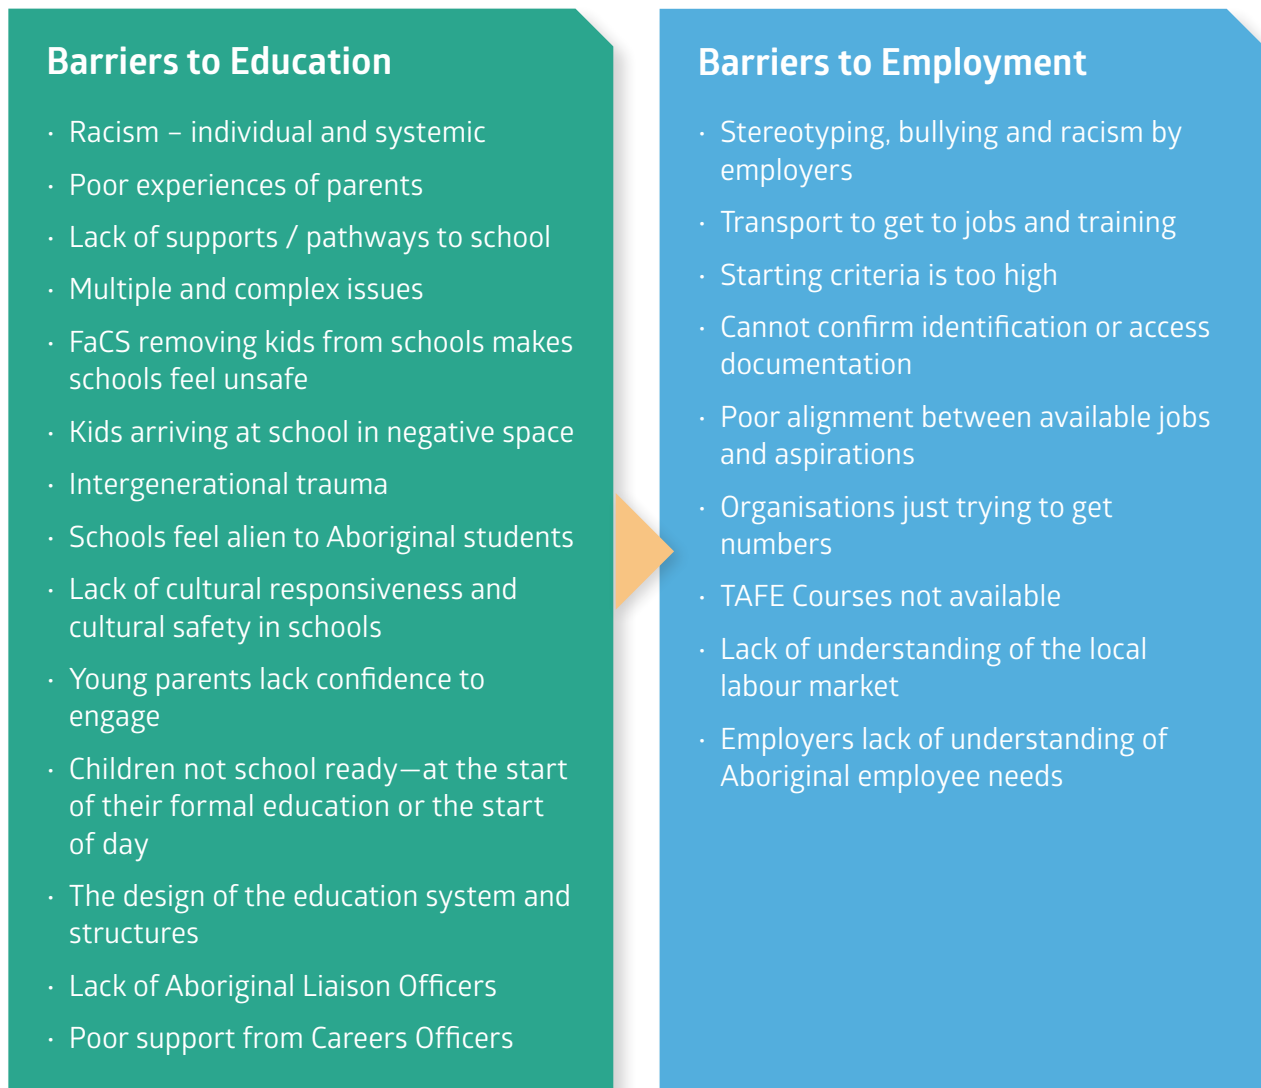 Barriers to Education
· Racism – individual and systemic
· Poor experiences of parents
· Lack of supports / pathways to school
· Multiple and complex issues
· FaCS removing kids from schools makes
schools feel unsafe
· Kids arriving at school in negative space
· Intergenerational trauma
· Schools feel alien to Aboriginal students
· Lack of cultural responsiveness and
cultural safety in schools
· Young parents lack confidence to
engage
· Children not school ready—at the start
of their formal education or the start
of day
· The design of the education system and
structures
· Lack of Aboriginal Liaison Officers
· Poor support from Careers Officers
Barriers to Employment
· Stereotyping, bullying and racism by
employers
· Transport to get to jobs and training
· Starting criteria is too high
· Cannot confirm identification or access
documentation
· Poor alignment between available jobs
and aspirations
· Organisations just trying to get
numbers
· TAFE Courses not available
· Lack of understanding of the local
labour market
· Employers lack of understanding of
Aboriginal employee needs